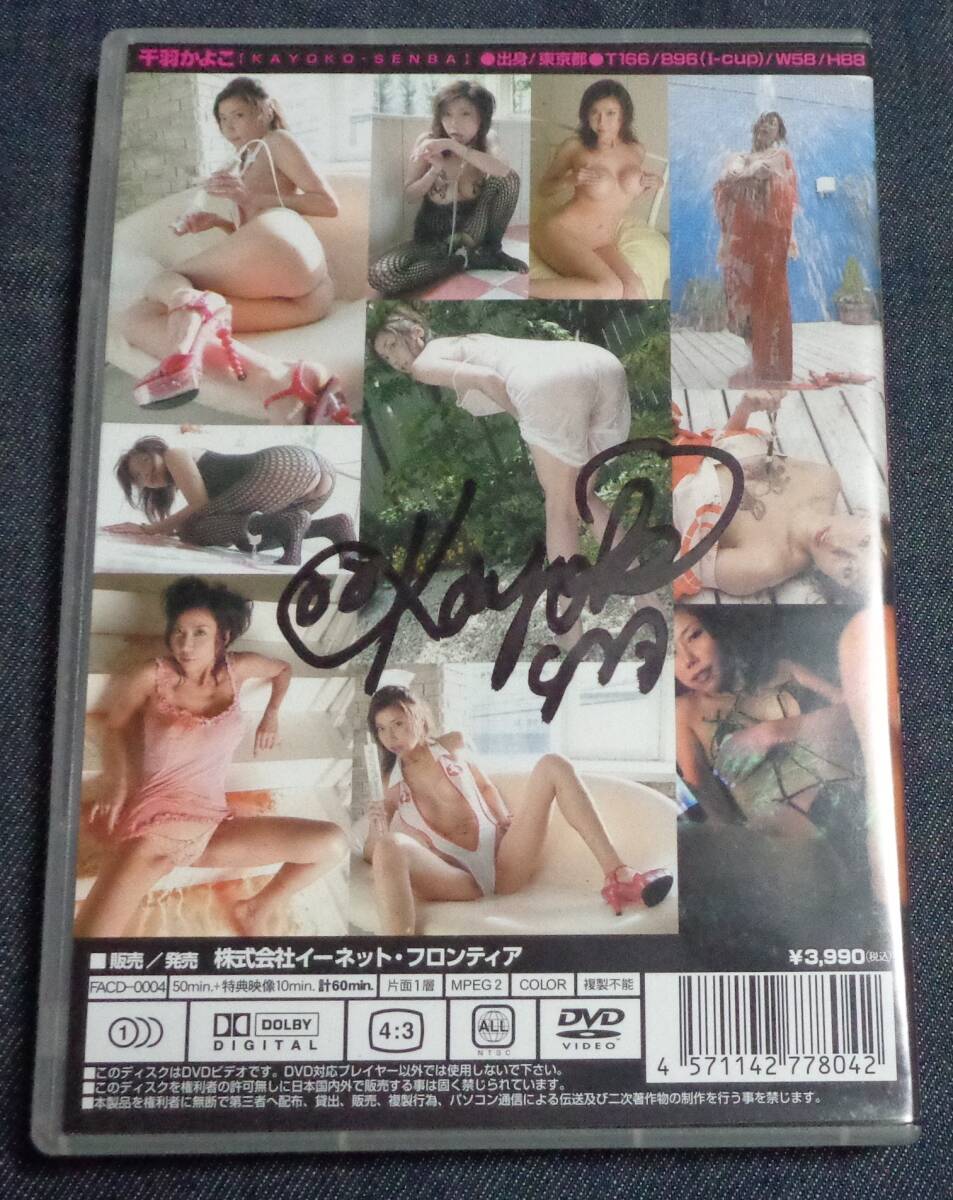 千羽かよこ[KAYOKO・SENBA] ●出身/東京都●T166/B96(I-cup)/W58/H88
Kayoko
■販売/発売 株式会社イーネット・フロンティア ¥3,990(税込)
FACD-0004 50min.+特典映像10min.計60min. 片面1層 MPEG2 COLOR 複製不能
1 DOLBY DIGITAL 4:3 ALL NTSC DVD VIDEO
4 571142 778042
■このディスクはDVDビデオです。DVD対応プレイヤー以外では使用しないで下さい。
■このディスクを権利者の許可無しに日本国内外で販売する事は固く禁じられています。
■本製品を権利者に無断で第三者へ配布、貸出、販売、複製行為、パソコン通信による伝送及び二次著作物の制作を行う事を禁じます。